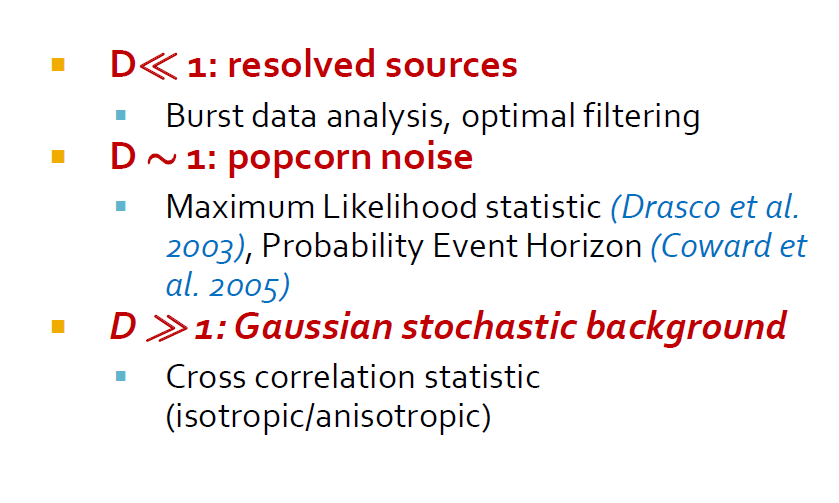 D≪ 1: resolved sources
Burst data analysis, optimal filtering
D ~ 1: popcorn noise
Maximum Likelihood statistic (Drasco et al.
2003), Probability Event Horizon (Coward et
al. 2005)
D ≫ 1: Gaussian stochastic background
Cross correlation statistic
(isotropic/anisotropic)